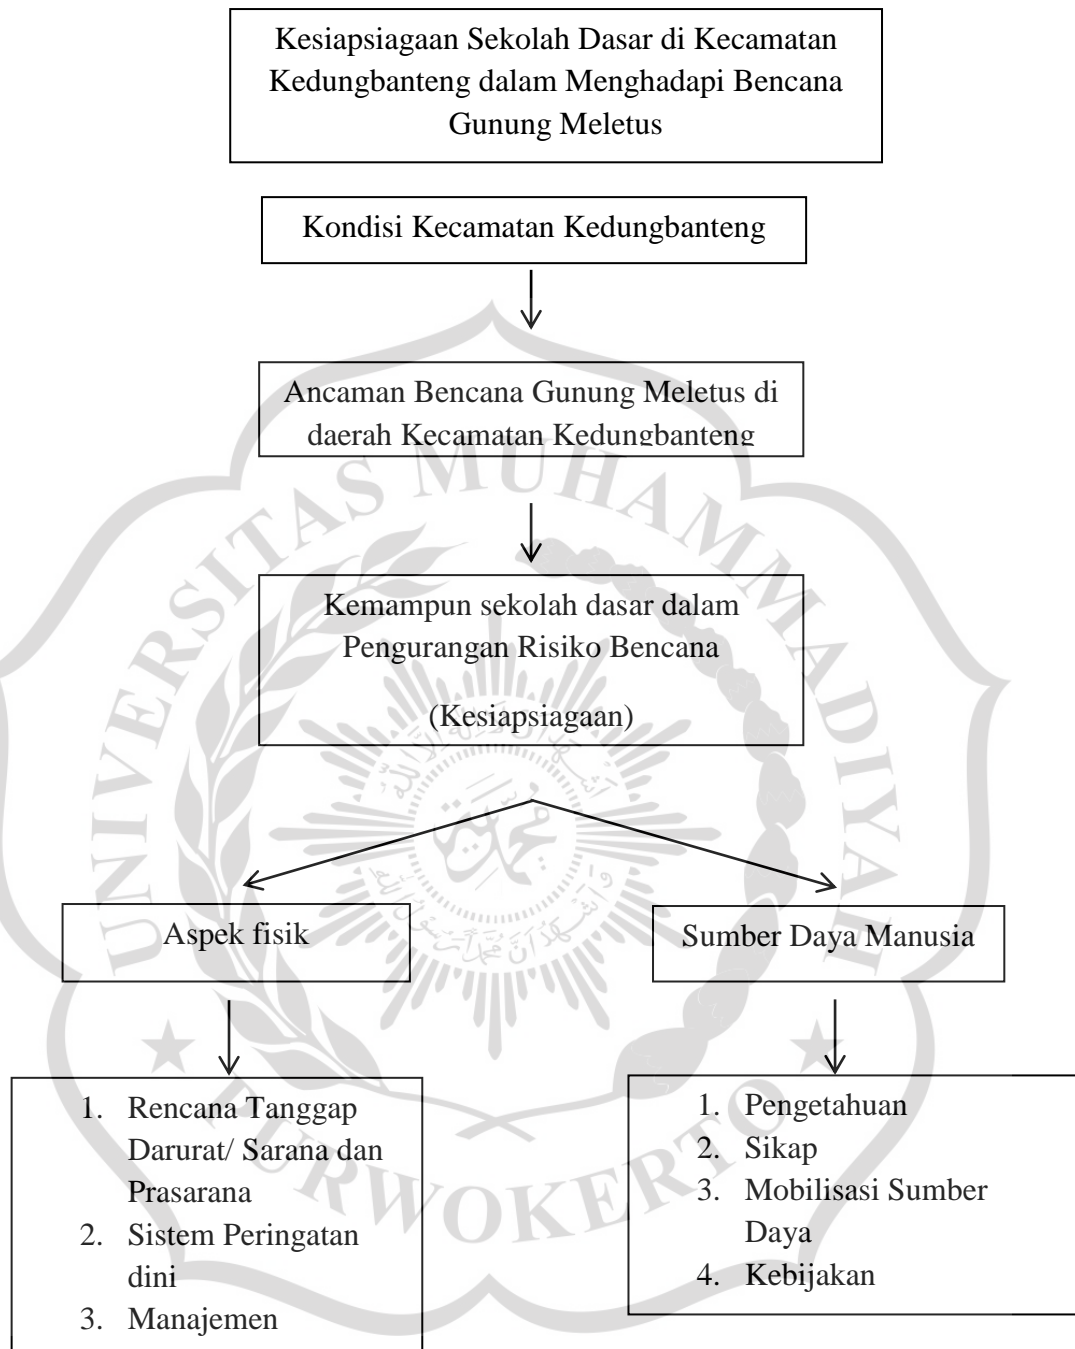 Kesiapsiagaan Sekolah Dasar di Kecamatan
Kedungbanteng dalam Menghadapi Bencana
Gunung Meletus
Kondisi Kecamatan Kedungbanteng
Ancaman Bencana Gunung Meletus di
daerah Kecamatan Kedungbanteng
Kemampun sekolah dasar dalam
Pengurangan Risiko Bencana
(Kesiapsiagaan)
Aspek fisik
Sumber Daya Manusia
1. Rencana Tanggap
Darurat/ Sarana dan
Prasarana
2. Sistem Peringatan
dini
3. Manajemen
1. Pengetahuan
2. Sikap
3. Mobilisasi Sumber
Daya
4. Kebijakan
UNIVERSITAS MUHAMMADIYAH
PURWOKERTO